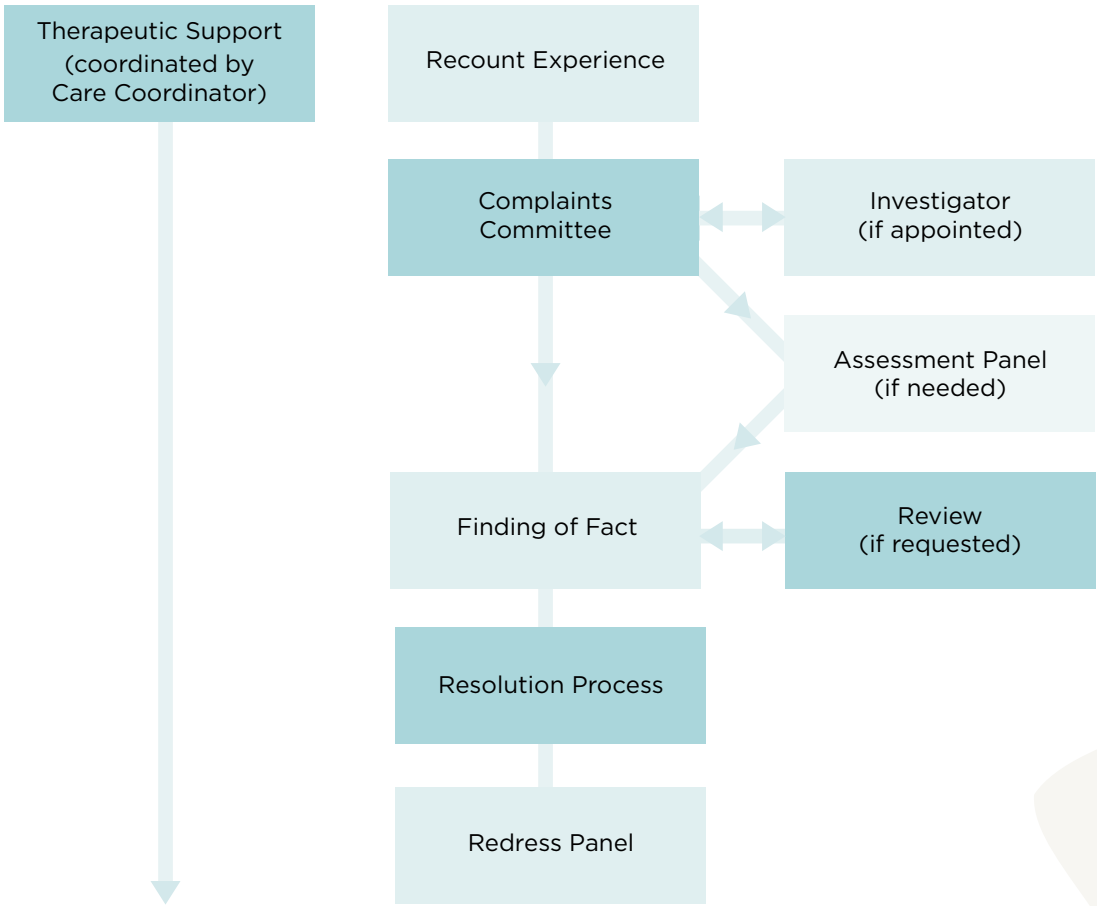 Therapeutic Support
(coordinated by
Care Coordinator)
Recount Experience
Complaints
Committee
Investigator
(if appointed)
Assessment Panel
(if needed)
Finding of Fact
Review
(if requested)
Resolution Process
Redress Panel